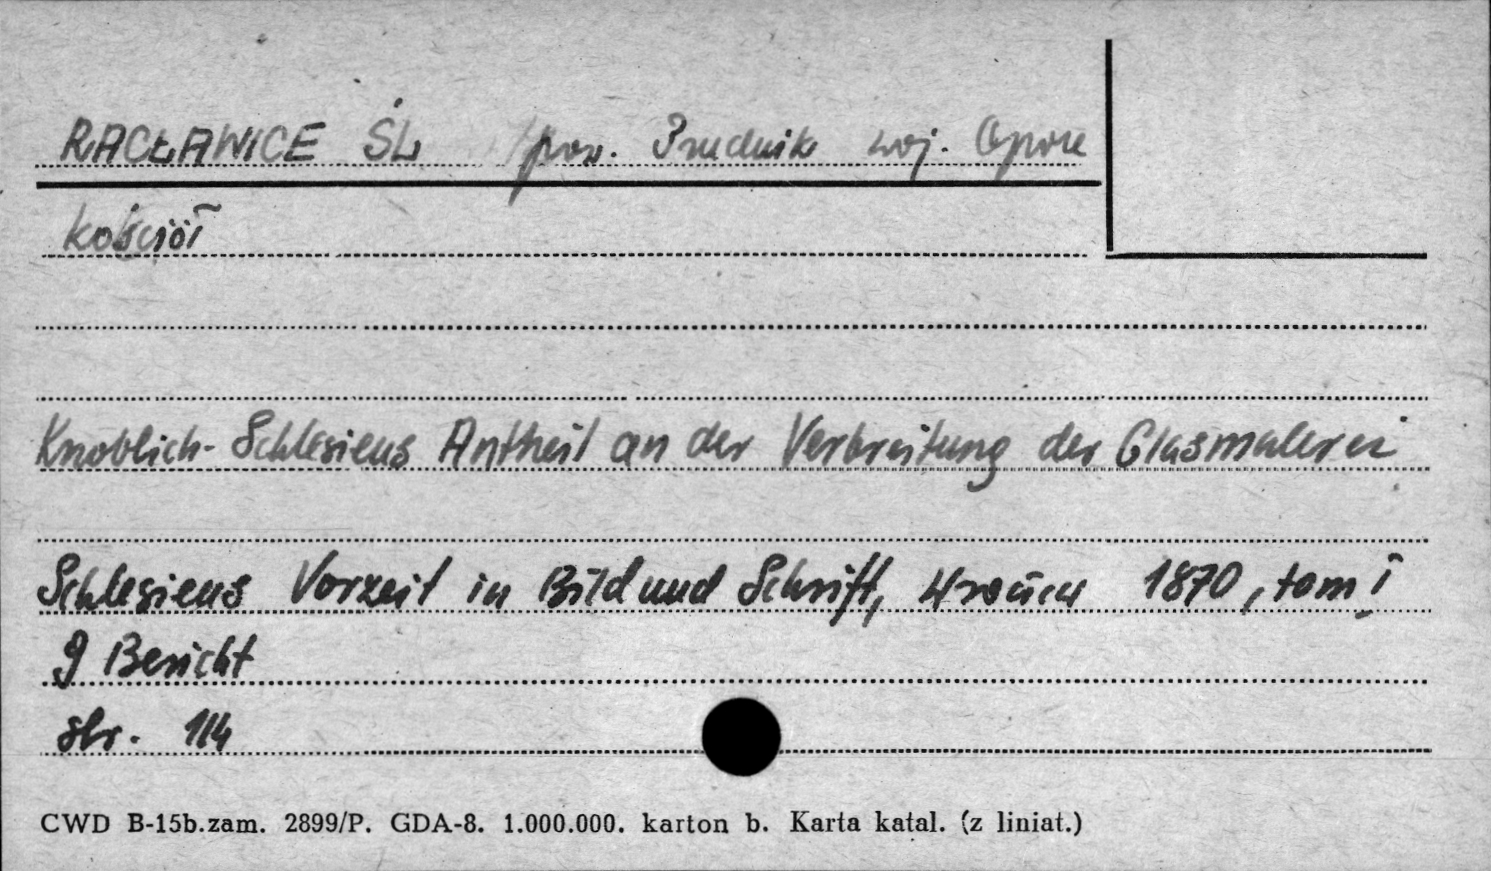 RACŁAWICE ŚL /pow. Prudnik woj. Opole
kościół
Knoblich - Schlesiens Antheil an der Verbreitung der Glasmalerei
Schlesiens Vorzeit in Bild und Schrift, 1870, tom I
9 Bericht
str. 114
CWD B-15b.zam. 2899/P. GDA-8. 1.000.000. karton b. Karta katal. (z liniat.)